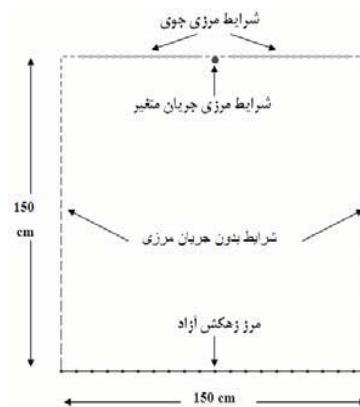 شرایط مرزی جوی
شرایط مرزی جریان متغیر
150
cm
شرایط بدون جریان مرزی
مرز زهکش آزاد
150 cm